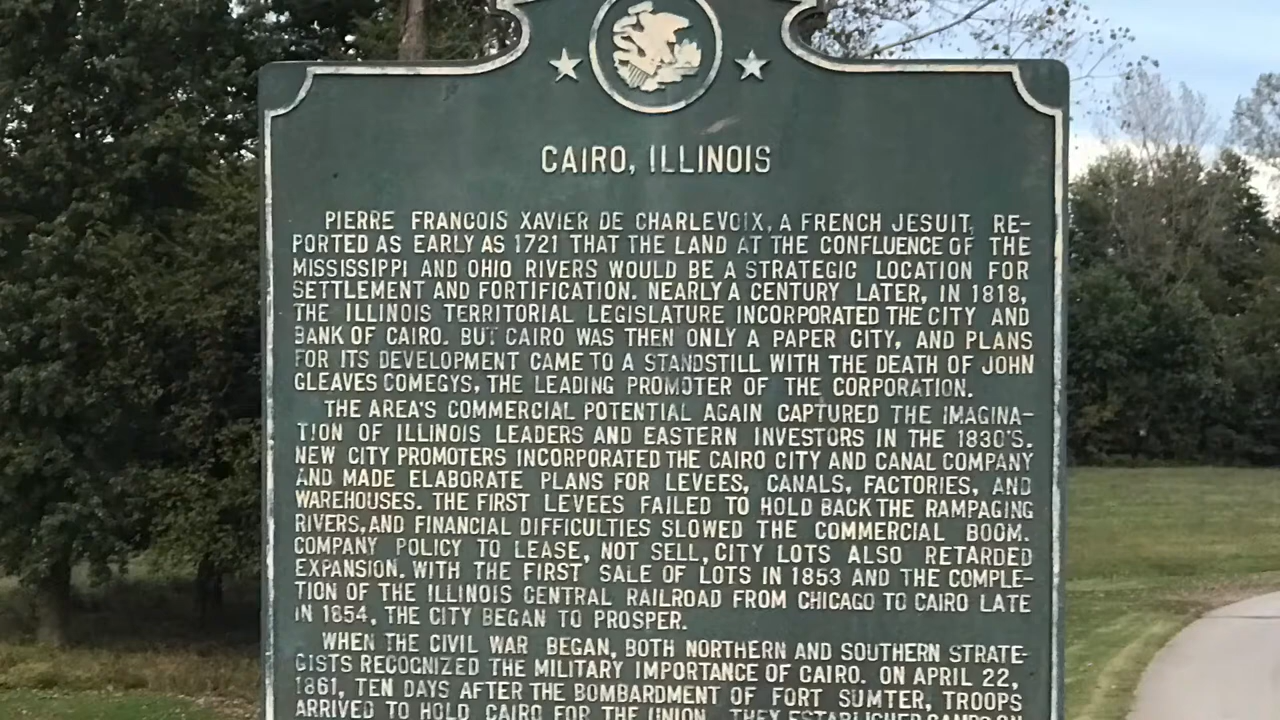 CAIRO, ILLINOIS
PIERRE FRANCOIS XAVIER DE CHARLEVOIX, A FRENCH JESUIT, RE-
PORTED AS EARLY AS 1721 THAT THE LAND AT THE CONFLUENCE OF THE
MISSISSIPPI AND OHIO RIVERS WOULD BE A STRATEGIC LOCATION FOR
SETTLEMENT AND FORTIFICATION. NEARLY A CENTURY LATER, IN 1818,
THE ILLINOIS TERRITORIAL LEGISLATURE INCORPORATED THE CITY AND
BANK OF CAIRO. BUT CAIRO WAS THEN ONLY A PAPER CITY, AND PLANS
FOR ITS DEVELOPMENT CAME TO A STANDSTILL WITH THE DEATH OF JOHN
GLEAVES COMEGYS, THE LEADING PROMOTER OF THE CORPORATION.
THE AREA'S COMMERCIAL POTENTIAL AGAIN CAPTURED THE IMAGINA-
TION OF ILLINOIS LEADERS AND EASTERN INVESTORS IN THE 1830'S.
NEW CITY PROMOTERS INCORPORATED THE CAIRO CITY AND CANAL COMPANY
AND MADE ELABORATE PLANS FOR LEVEES, CANALS, FACTORIES, AND
WAREHOUSES. THE FIRST LEVEES FAILED TO HOLD BACK THE RAMPAGING
RIVERS, AND FINANCIAL DIFFICULTIES SLOWED THE COMMERCIAL BOOM.
COMPANY POLICY TO LEASE, NOT SELL, CITY LOTS ALSO RETARDED
EXPANSION. WITH THE FIRST SALE OF LOTS IN 1853 AND THE COMPLE-
TION OF THE ILLINOIS CENTRAL RAILROAD FROM CHICAGO TO CAIRO LATE
IN 1854, THE CITY BEGAN TO PROSPER.
WHEN THE CIVIL WAR BEGAN, BOTH NORTHERN AND SOUTHERN STRATE-
GISTS RECOGNIZED THE MILITARY IMPORTANCE OF CAIRO. ON APRIL 22,
1861, TEN DAYS AFTER THE BOMBARDMENT OF FORT SUMTER, TROOPS
ARRIVED TO HOLD CAIRO FOR THE UNION. THEY ESTABLISHED CAMPS ON